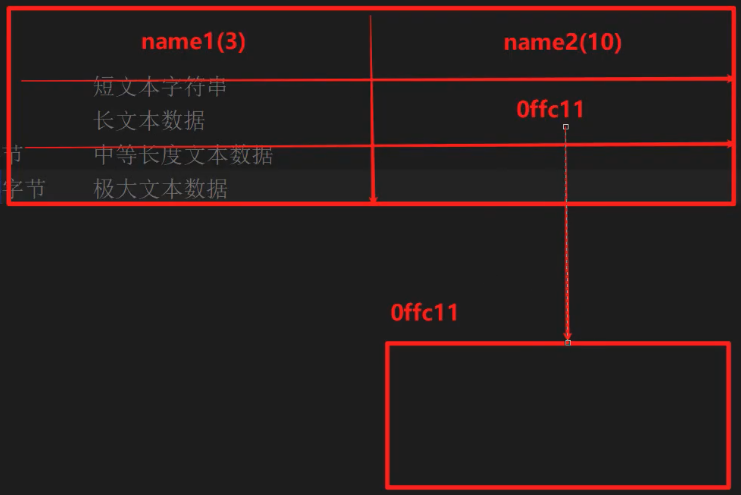 name1(3) name2(10)
短文本字符串
长文本数据 0ffc11
节 中等长度文本数据
字节 极大文本数据
0ffc11